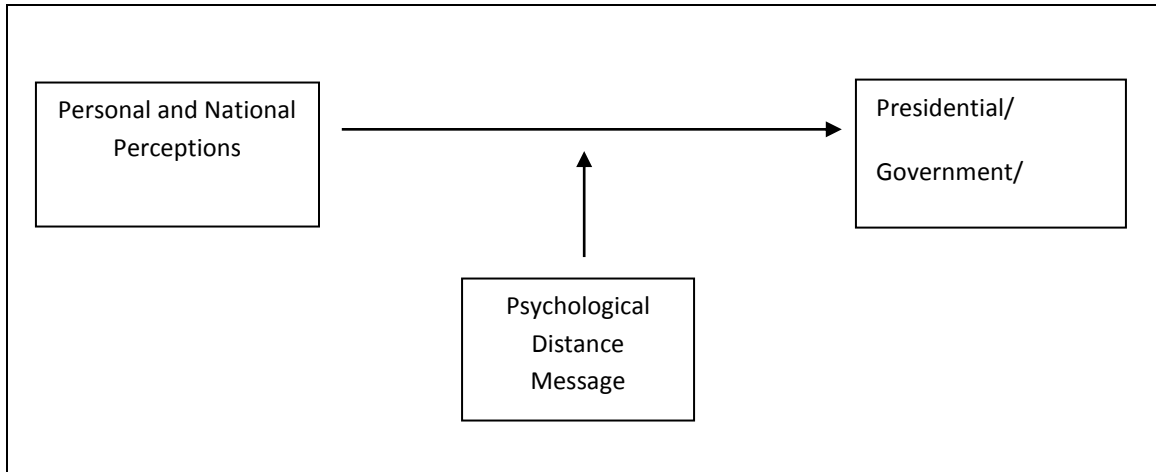 Personal and National
Perceptions
Presidential/
Government/
Psychological
Distance
Message